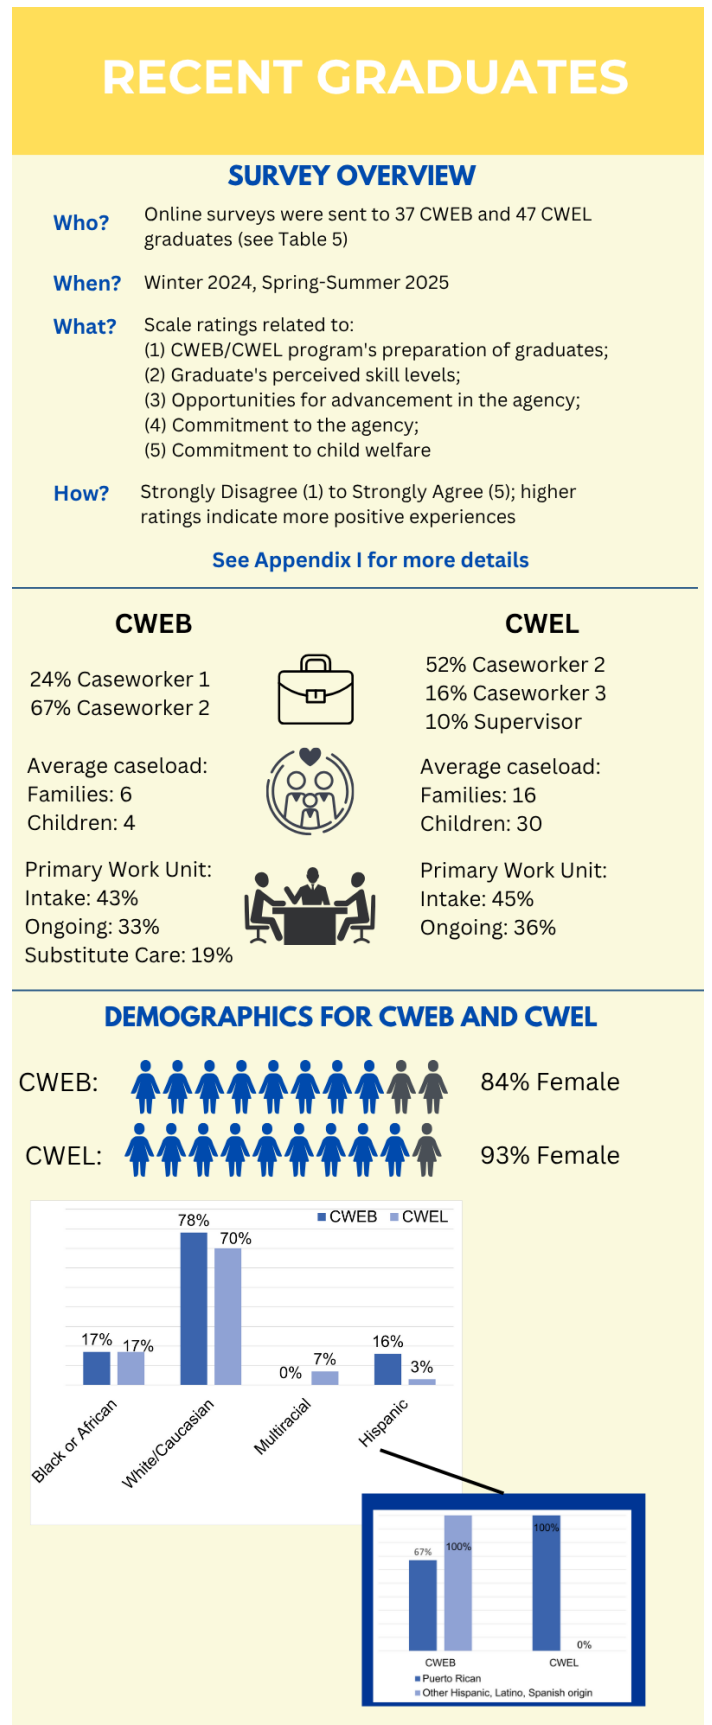 RECENT GRADUATES
SURVEY OVERVIEW
Who?
Online surveys were sent to 37 CWEB and 47 CWEL
graduates (see Table 5)
When?
Winter 2024, Spring-Summer 2025
What?
Scale ratings related to:
(1) CWEB/CWEL program's preparation of graduates;
(2) Graduate's perceived skill levels;
(3) Opportunities for advancement in the agency;
(4) Commitment to the agency;
(5) Commitment to child welfare
How?
Strongly Disagree (1) to Strongly Agree (5); higher
ratings indicate more positive experiences
See Appendix I for more details
CWEB
24% Caseworker 1
67% Caseworker 2
Average caseload:
Families: 6
Children: 4
Primary Work Unit:
Intake: 43%
Ongoing: 33%
Substitute Care: 19%
CWEL
52% Caseworker 2
16% Caseworker 3
10% Supervisor
Average caseload:
Families: 16
Children: 30
Primary Work Unit:
Intake: 45%
Ongoing: 36%
DEMOGRAPHICS FOR CWEB AND CWEL
CWEB:
84% Female
CWEL:
93% Female
CWEB CWEL
78%
70%
17%
17%
0%
7%
16%
3%
Black or African
White/Caucasian
Multiracial
Hispanic
67%
100%
100%
0%
CWEB
CWEL
Puerto Rican
Other Hispanic, Latino, Spanish origin